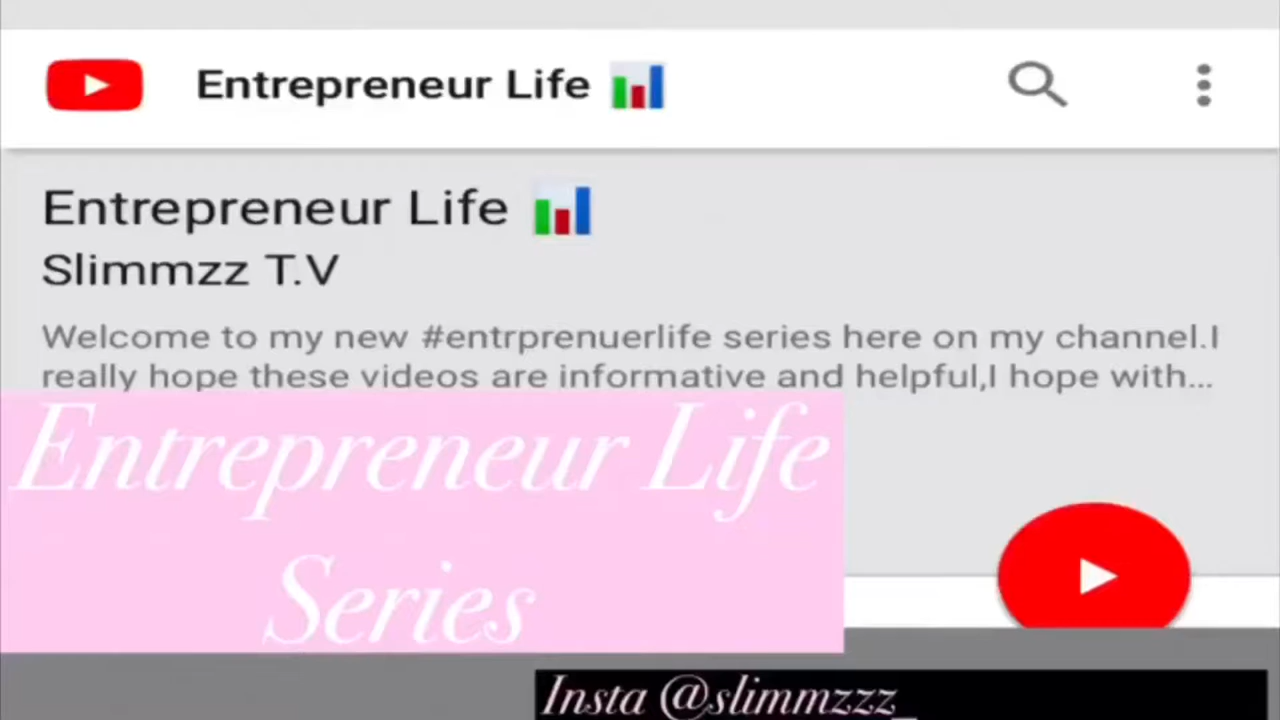 Entrepreneur Life 📊
Entrepreneur Life 📊
Slimmzz T.V
Welcome to my new #entrprenuerlife series here on my channel.I
really hope these videos are informative and helpful,I hope with...
Entrepreneur Life
Series
Insta @slimmzzz_